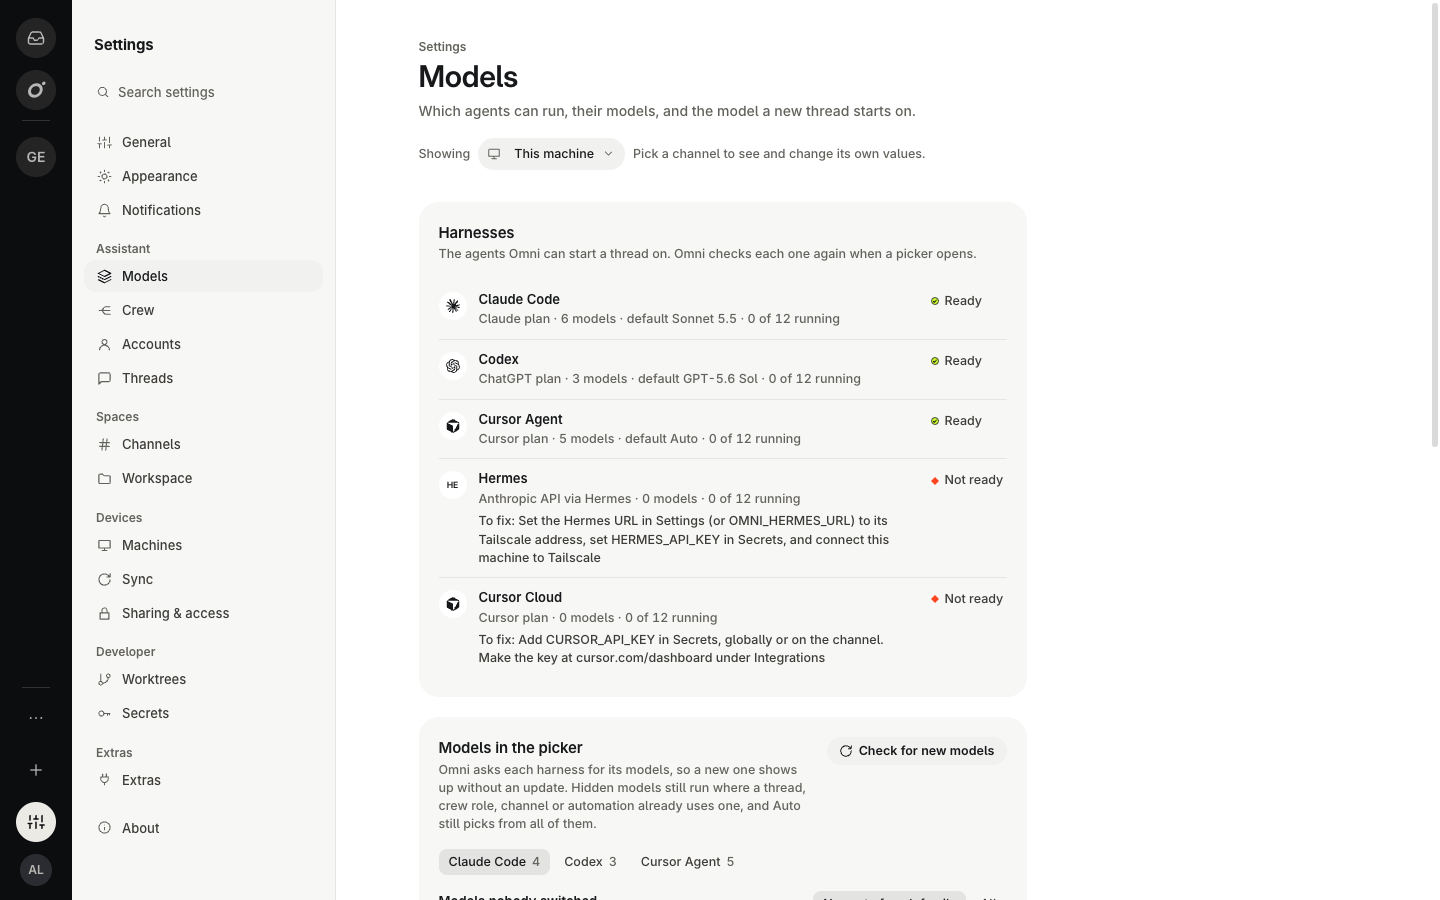 Settings
Search settings
GE
General
Appearance
Notifications
Assistant
Models
Crew
Accounts
Threads
Spaces
Channels
Workspace
Devices
Machines
Sync
Sharing & access
Developer
Worktrees
Secrets
Extras
Extras
About
AL
Settings
Models
Which agents can run, their models, and the model a new thread starts on.
Showing This machine Pick a channel to see and change its own values.
Harnesses
The agents Omni can start a thread on. Omni checks each one again when a picker opens.
Claude Code Ready
Claude plan · 6 models · default Sonnet 5.5 · 0 of 12 running
Codex Ready
ChatGPT plan · 3 models · default GPT-5.6 Sol · 0 of 12 running
Cursor Agent Ready
Cursor plan · 5 models · default Auto · 0 of 12 running
HE Hermes Not ready
Anthropic API via Hermes · 0 models · 0 of 12 running
To fix: Set the Hermes URL in Settings (or OMNI_HERMES_URL) to its
Tailscale address, set HERMES_API_KEY in Secrets, and connect this
machine to Tailscale
Cursor Cloud Not ready
Cursor plan · 0 models · 0 of 12 running
To fix: Add CURSOR_API_KEY in Secrets, globally or on the channel.
Make the key at cursor.com/dashboard under Integrations
Models in the picker Check for new models
Omni asks each harness for its models, so a new one shows
up without an update. Hidden models still run where a thread,
crew role, channel or automation already uses one, and Auto
still picks from all of them.
Claude Code 4 Codex 3 Cursor Agent 5
Models nobody switched